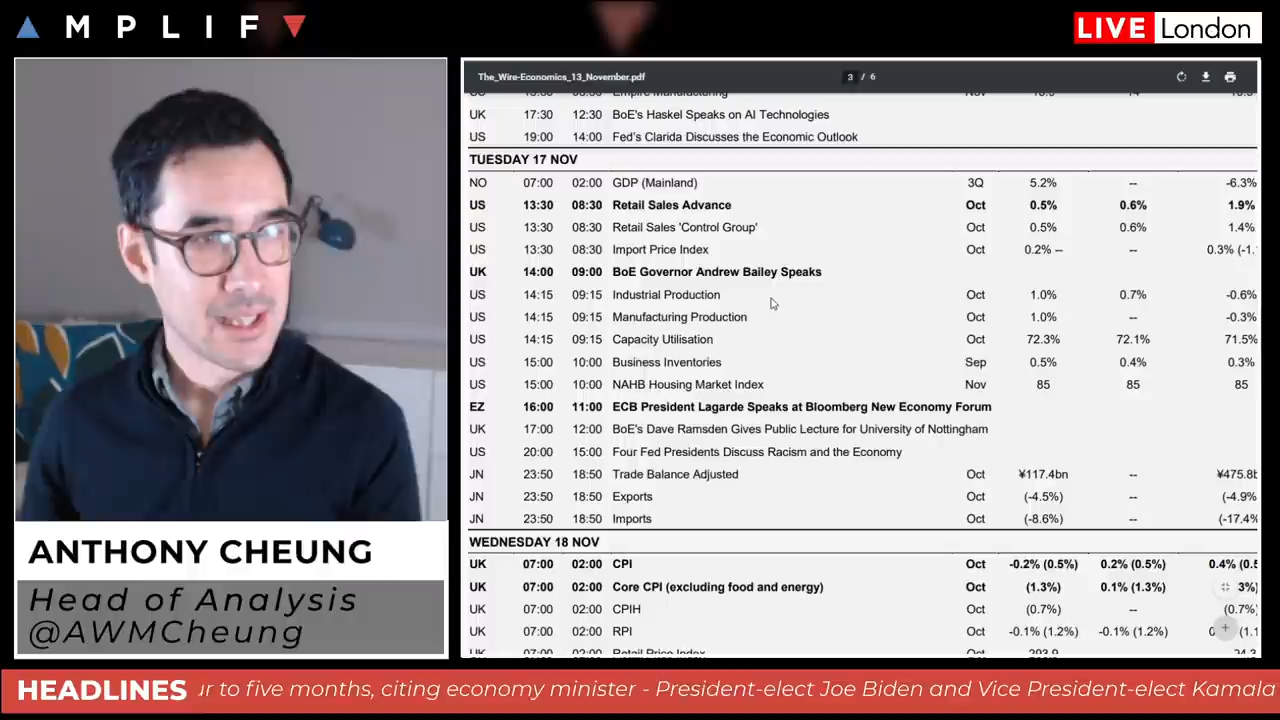 AMPLIFY
LIVE London
The_Wire-Economics_13_November.pdf 3 / 6
UK 17:30 12:30 BoE's Haskel Speaks on AI Technologies
US 19:00 14:00 Fed's Clarida Discusses the Economic Outlook
TUESDAY 17 NOV
NO 07:00 02:00 GDP (Mainland) 3Q 5.2% -- -6.3%
US 13:30 08:30 Retail Sales Advance Oct 0.5% 0.6% 1.9%
US 13:30 08:30 Retail Sales 'Control Group' Oct 0.5% 0.6% 1.4%
US 13:30 08:30 Import Price Index Oct 0.2% -- 0.3% (-1.
UK 14:00 09:00 BoE Governor Andrew Bailey Speaks
US 14:15 09:15 Industrial Production Oct 1.0% 0.7% -0.6%
US 14:15 09:15 Manufacturing Production Oct 1.0% -- -0.3%
US 14:15 09:15 Capacity Utilisation Oct 72.3% 72.1% 71.5%
US 15:00 10:00 Business Inventories Sep 0.5% 0.4% 0.3%
US 15:00 10:00 NAHB Housing Market Index Nov 85 85 85
EZ 16:00 11:00 ECB President Lagarde Speaks at Bloomberg New Economy Forum
UK 17:00 12:00 BoE's Dave Ramsden Gives Public Lecture for University of Nottingham
US 20:00 15:00 Four Fed Presidents Discuss Racism and the Economy
JN 23:50 18:50 Trade Balance Adjusted Oct ¥117.4bn -- ¥475.8b
JN 23:50 18:50 Exports Oct (-4.5%) -- (-4.9%
JN 23:50 18:50 Imports Oct (-8.6%) -- (-17.4%
WEDNESDAY 18 NOV
UK 07:00 02:00 CPI Oct -0.2% (0.5%) 0.2% (0.5%) 0.4% (0.5
UK 07:00 02:00 Core CPI (excluding food and energy) Oct (1.3%) 0.1% (1.3%) 3%)
UK 07:00 02:00 CPIH Oct (0.7%) -- (0.7%)
UK 07:00 02:00 RPI Oct -0.1% (1.2%) -0.1% (1.2%) (1.1
ANTHONY CHEUNG
Head of Analysis
@AWMCheung
HEADLINES ur to five months, citing economy minister - President-elect Joe Biden and Vice President-elect Kamala